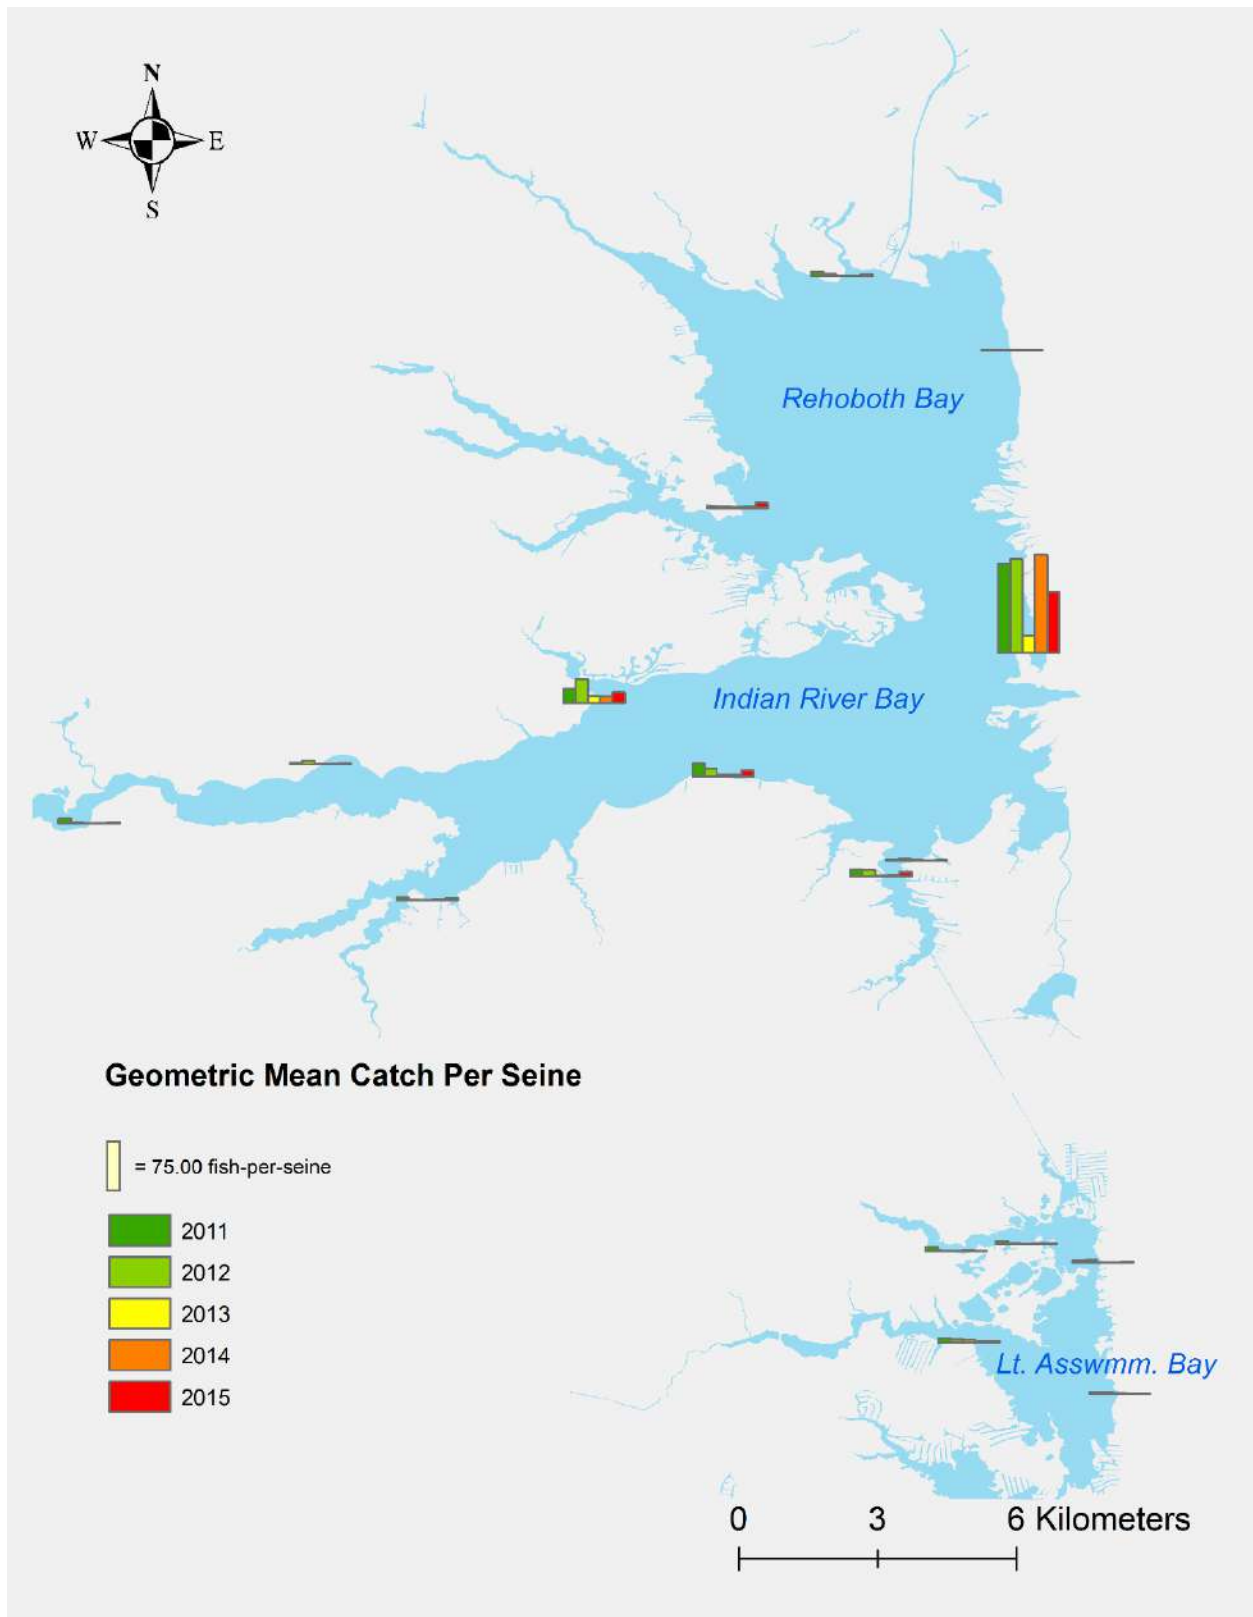 N
W E
S
Rehoboth Bay
Indian River Bay
Geometric Mean Catch Per Seine
= 75.00 fish-per-seine
2011
2012
2013
2014
2015
Lt. Asswmm. Bay
0 3 6 Kilometers